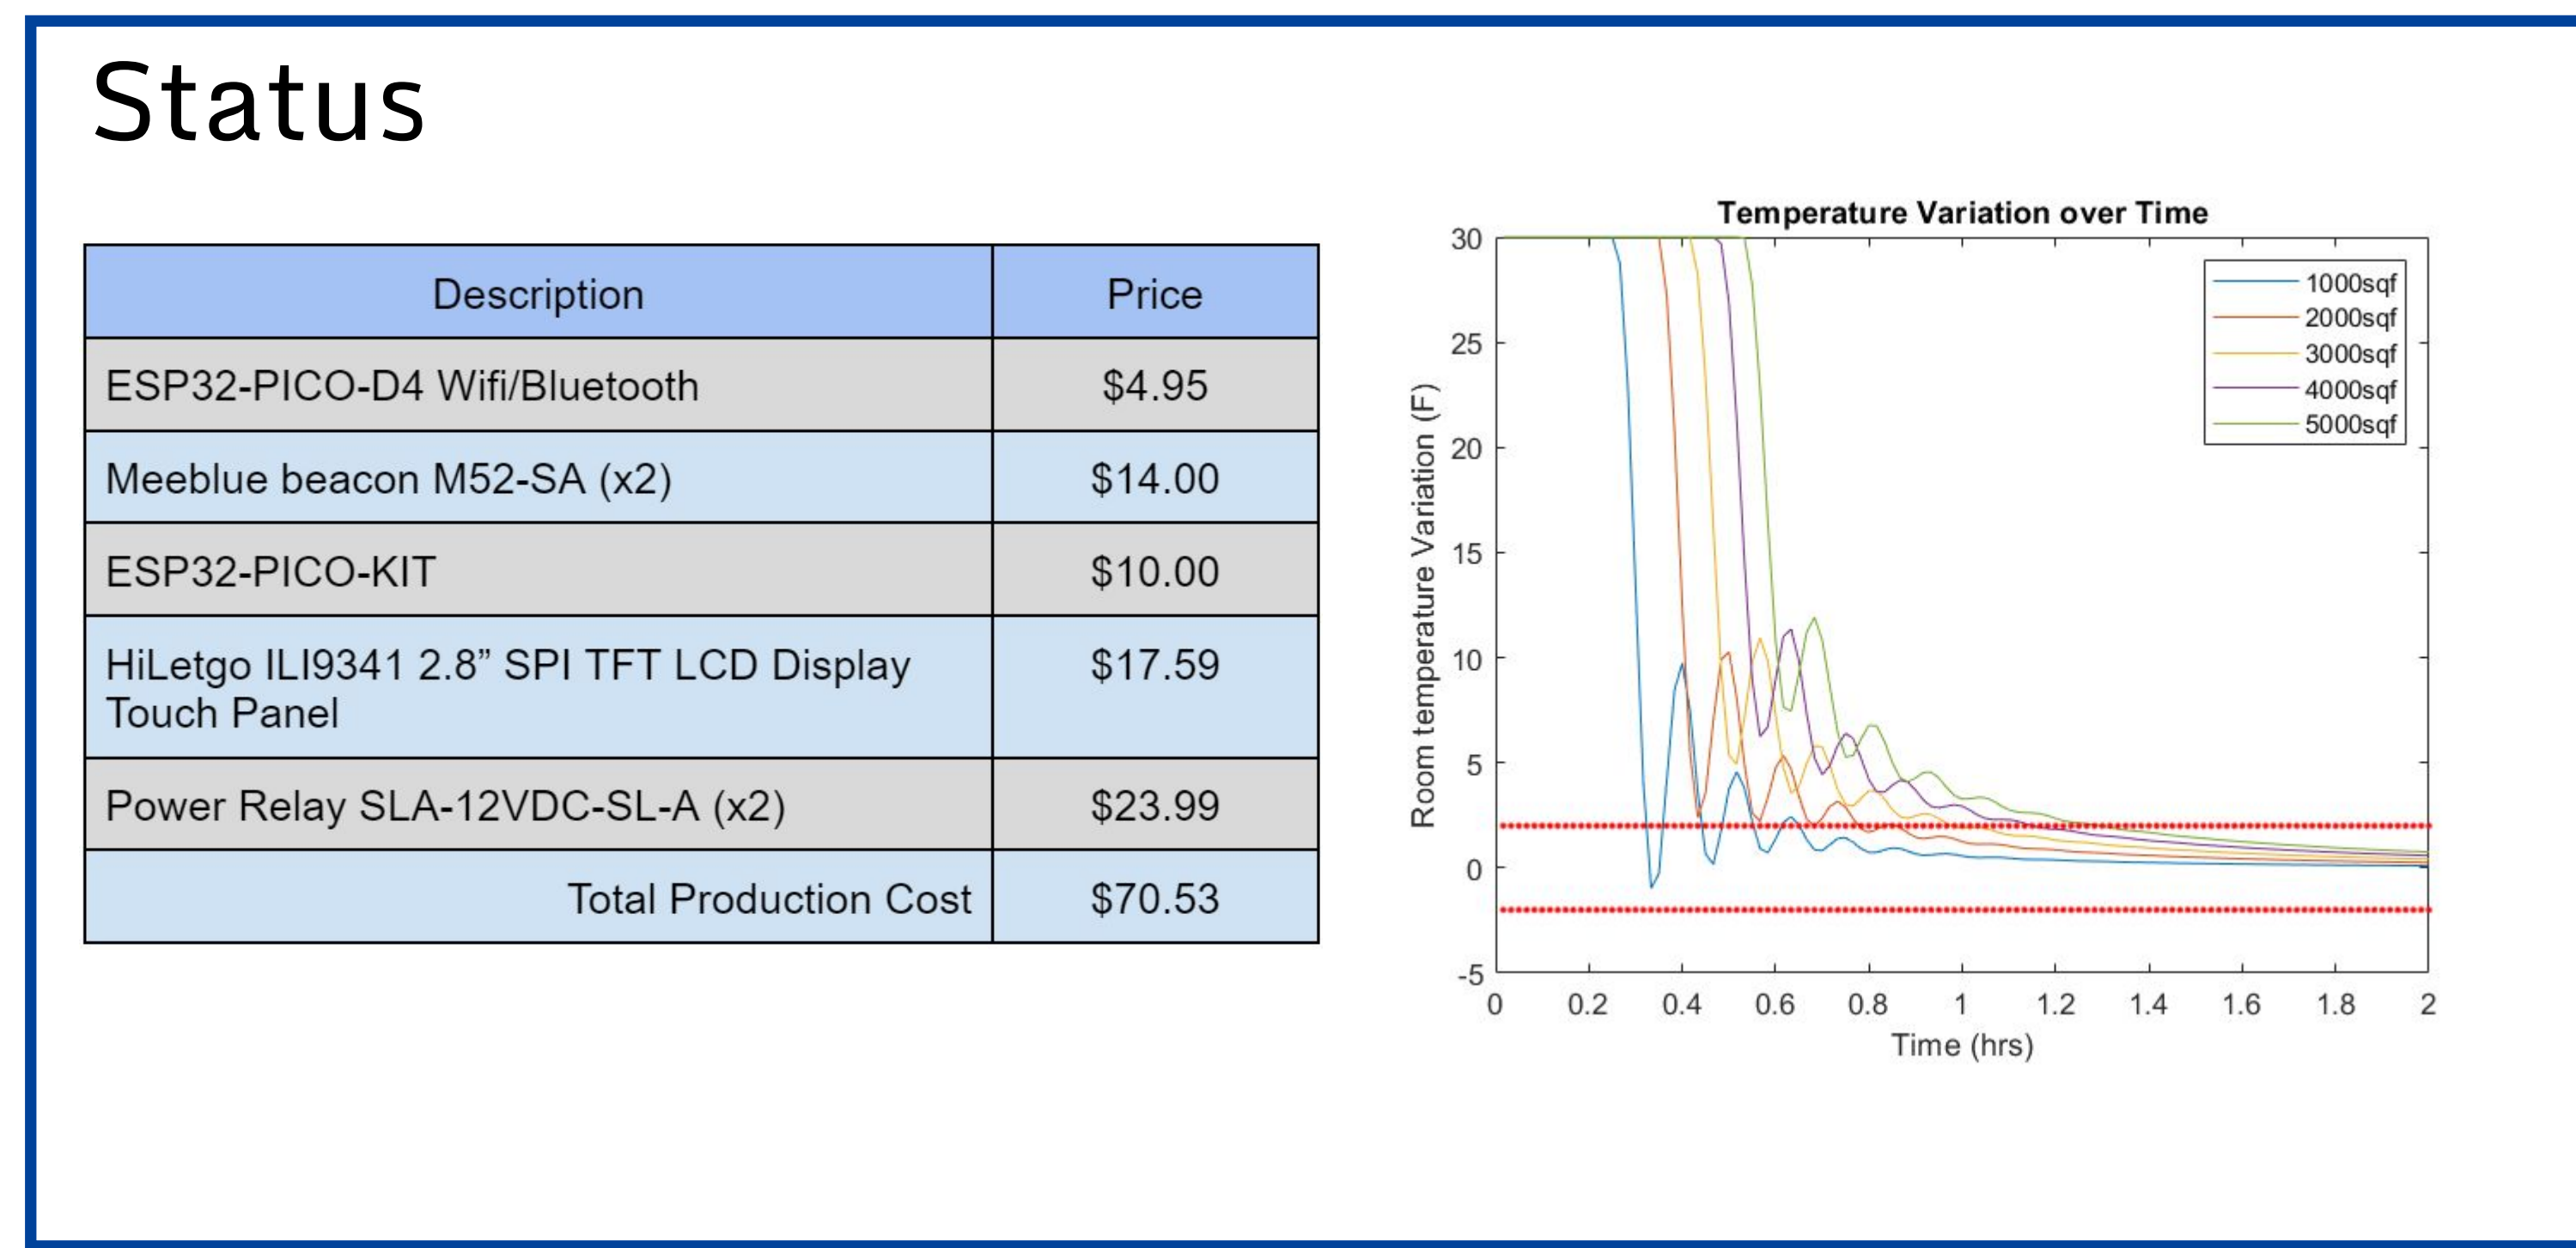 Status
Description Price
ESP32-PICO-D4 Wifi/Bluetooth $4.95
Meeblue beacon M52-SA (x2) $14.00
ESP32-PICO-KIT $10.00
HiLetgo ILI9341 2.8” SPI TFT LCD Display $17.59
Touch Panel
Power Relay SLA-12VDC-SL-A (x2) $23.99
Total Production Cost $70.53
Temperature Variation over Time
Room temperature Variation (F)
30
25
20
15
10
5
0
-5
1000sqf
2000sqf
3000sqf
4000sqf
5000sqf
0 0.2 0.4 0.6 0.8 1 1.2 1.4 1.6 1.8 2
Time (hrs)